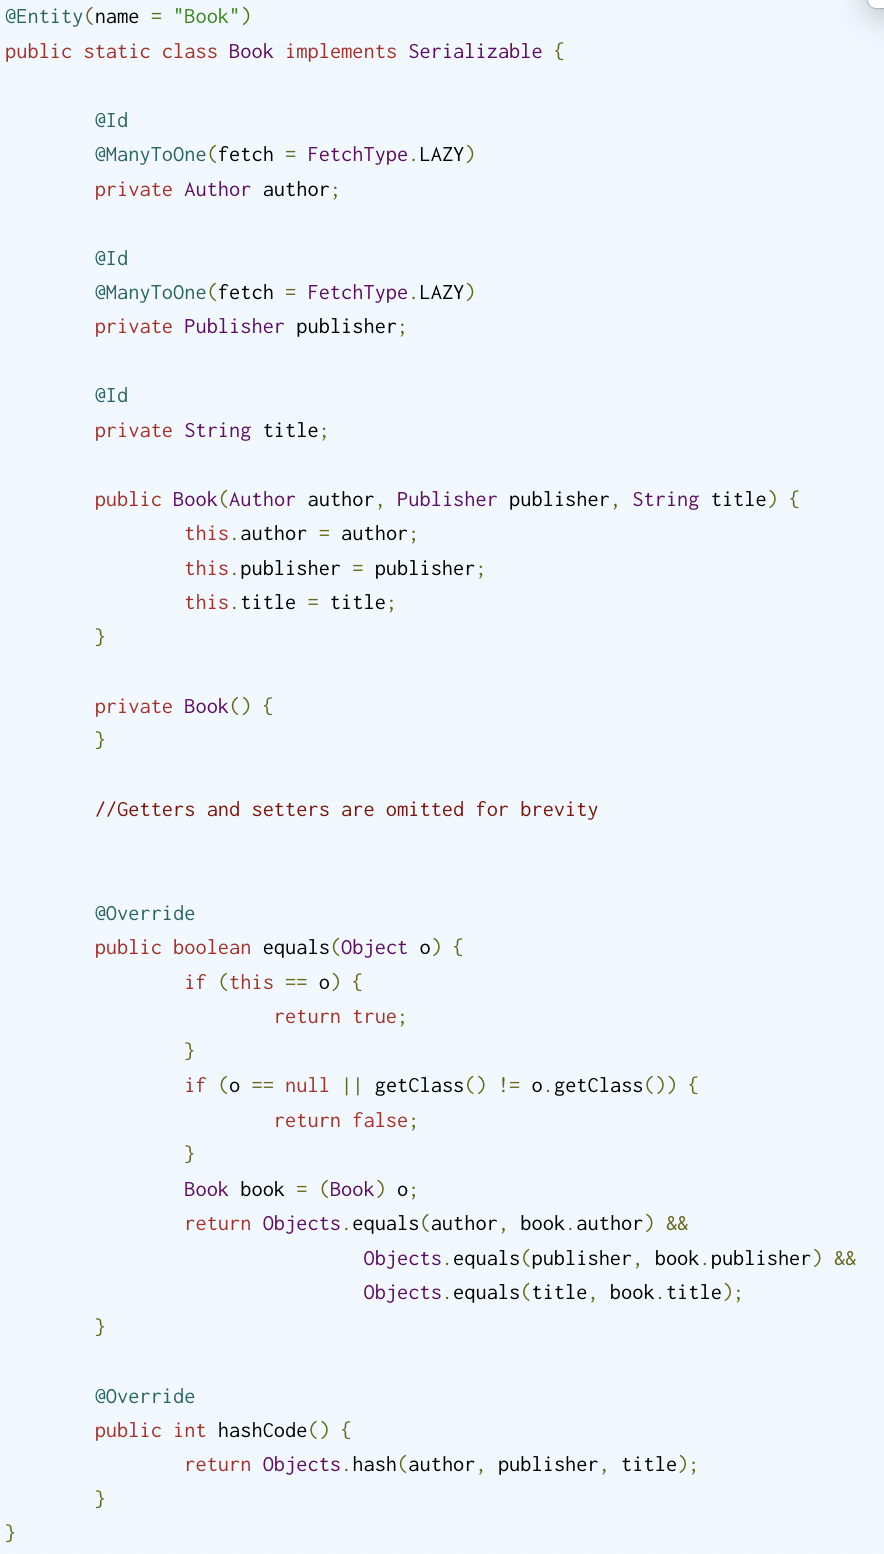 @Entity(name = "Book")
public static class Book implements Serializable {
@Id
@ManyToOne(fetch = FetchType.LAZY)
private Author author;
@Id
@ManyToOne(fetch = FetchType.LAZY)
private Publisher publisher;
@Id
private String title;
public Book(Author author, Publisher publisher, String title) {
this.author = author;
this.publisher = publisher;
this.title = title;
}
private Book() {
}
//Getters and setters are omitted for brevity
@Override
public boolean equals(Object o) {
if (this == o) {
return true;
}
if (o == null || getClass() != o.getClass()) {
return false;
}
Book book = (Book) o;
return Objects.equals(author, book.author) &&
Objects.equals(publisher, book.publisher) &&
Objects.equals(title, book.title);
}
@Override
public int hashCode() {
return Objects.hash(author, publisher, title);
}
}